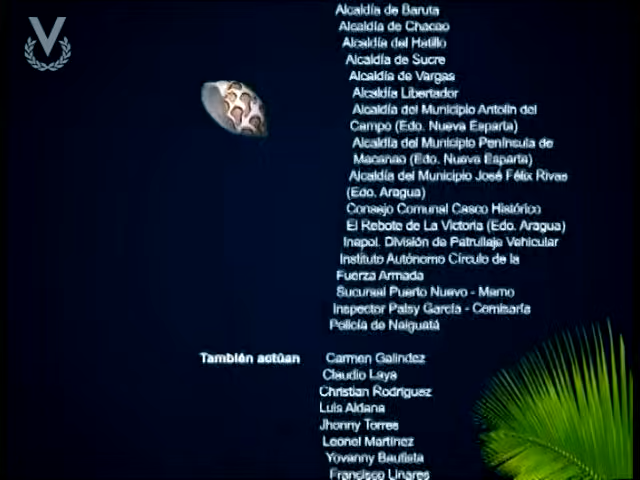 Alcaldía de Baruta
Alcaldía de Chacao
Alcaldía del Hatillo
Alcaldía de Sucre
Alcaldía de Vargas
Alcaldía Libertador
Alcaldía del Municipio Antolín del
Campo (Edo. Nueva Esparta)
Alcaldía del Municipio Península de
Macanao (Edo. Nueva Esparta)
Alcaldía del Municipio José Félix Rivas
(Edo. Aragua)
Consejo Comunal Casco Histórico
El Rebote de La Victoria (Edo. Aragua)
Inapol. División de Patrullaje Vehicular
Instituto Autónomo Círculo de la
Fuerza Armada
Sucursal Puerto Nuevo - Mamo
Inspector Patsy García - Comisaría
Policía de Naiguatá
También actúan Carmen Galíndez
Claudio Laya
Christian Rodríguez
Luis Aldana
Jhonny Torres
Leonel Martínez
Yovanny Bautista
Francisco Linares